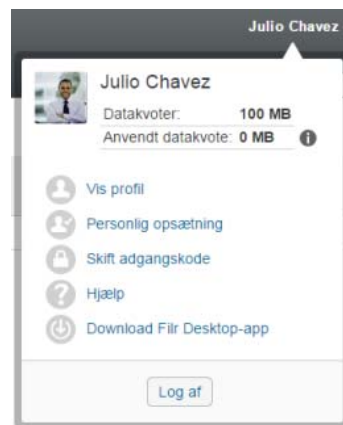 Julio Chavez
Julio Chavez
Datakvoter: 100 MB
Anvendt datakvote: 0 MB
Vis profil
Personlig opsætning
Skift adgangskode
Hjælp
Download Filr Desktop-app
Log af